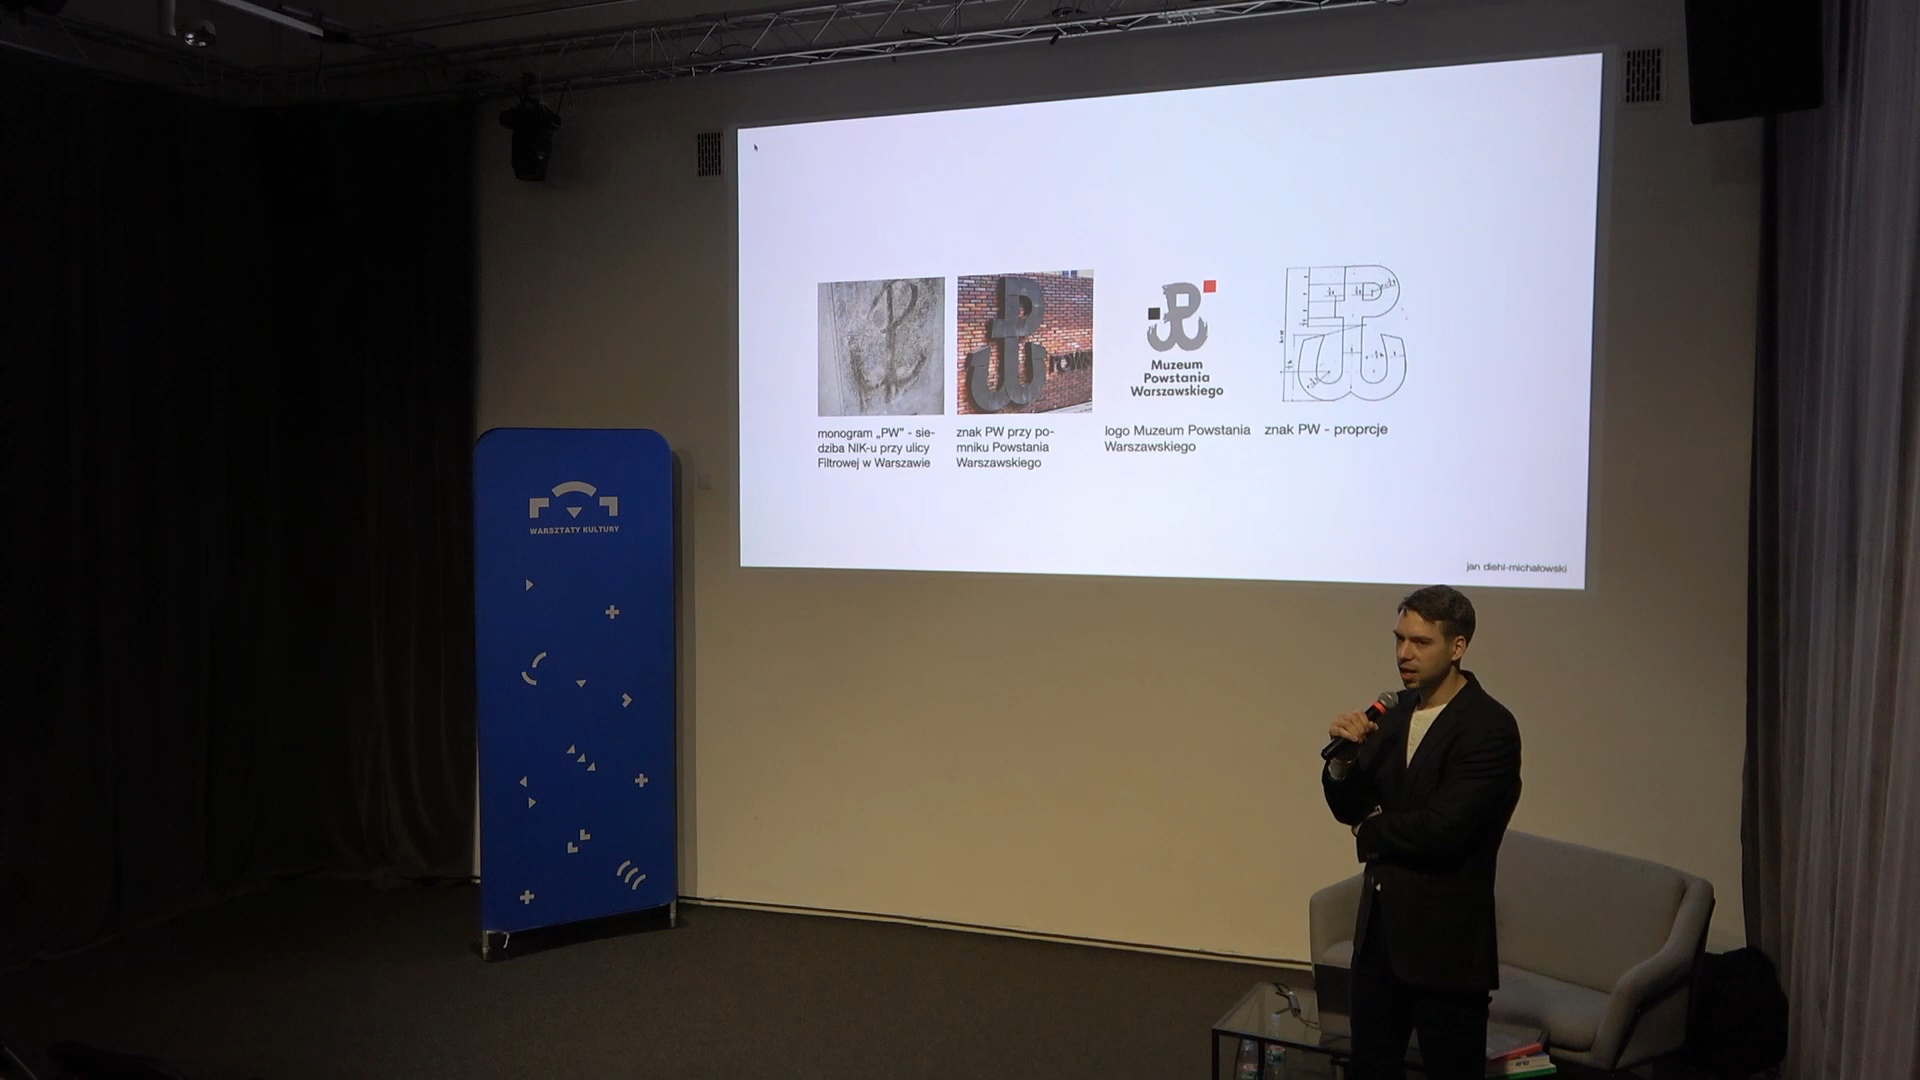 monogram „PW” - sie-
dziba NIK-u przy ulicy
Filtrowej w Warszawie
znak PW przy po-
mniku Powstania
Warszawskiego
Muzeum
Powstania
Warszawskiego
logo Muzeum Powstania
Warszawskiego
znak PW - proprcje
jan diehl-michałowski
WARSZTATY KULTURY